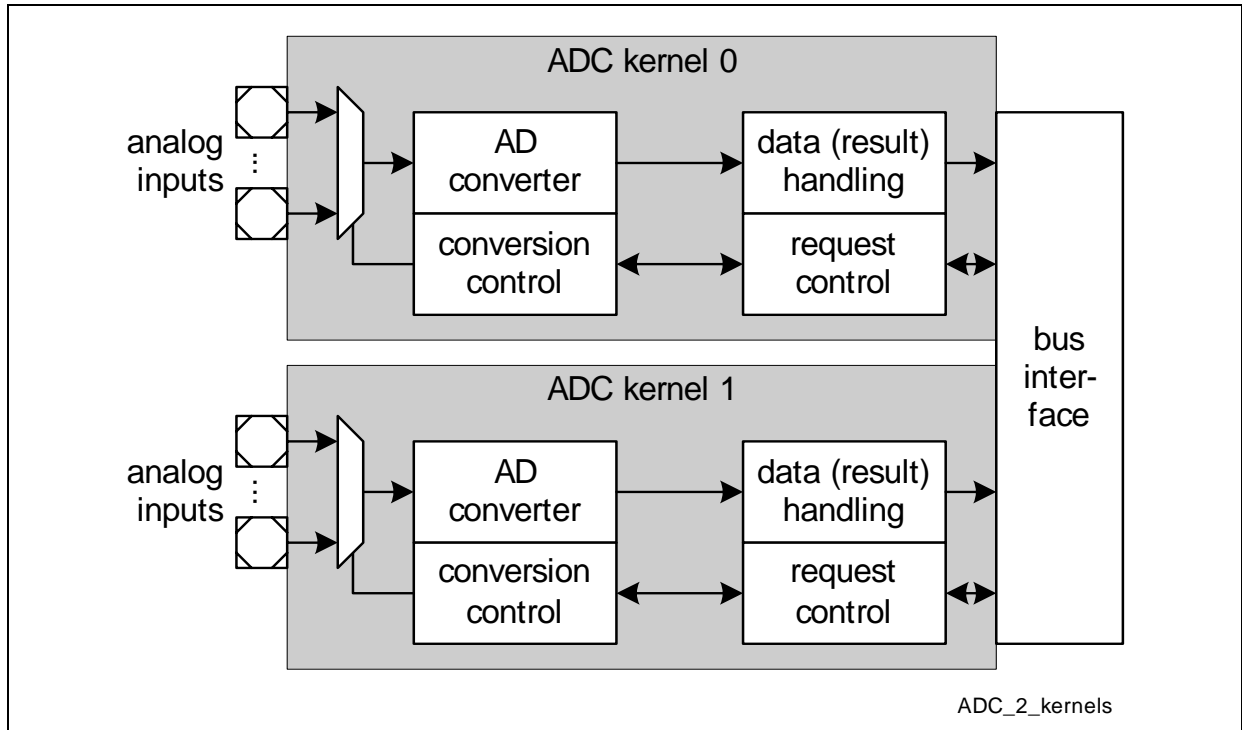 ADC kernel 0
analog
inputs
...
AD
converter
conversion
control
data (result)
handling
request
control
bus
inter-
face
ADC kernel 1
analog
inputs
...
AD
converter
conversion
control
data (result)
handling
request
control
ADC_2_kernels